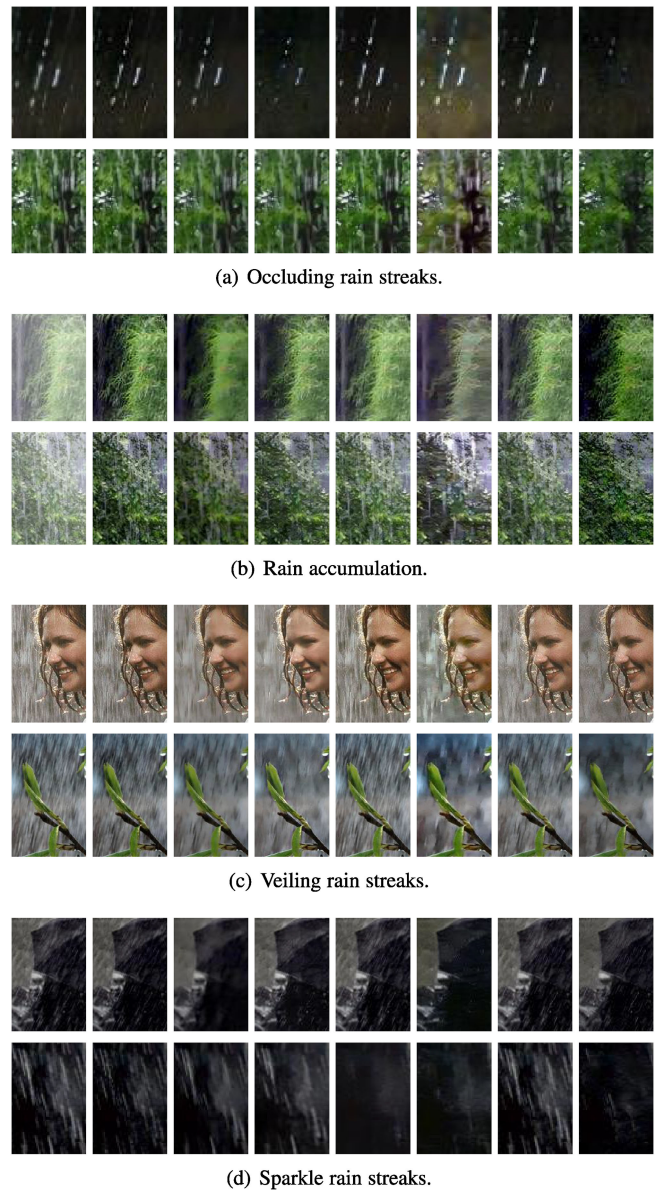 (a) Occluding rain streaks.
(b) Rain accumulation.
(c) Veiling rain streaks.
(d) Sparkle rain streaks.